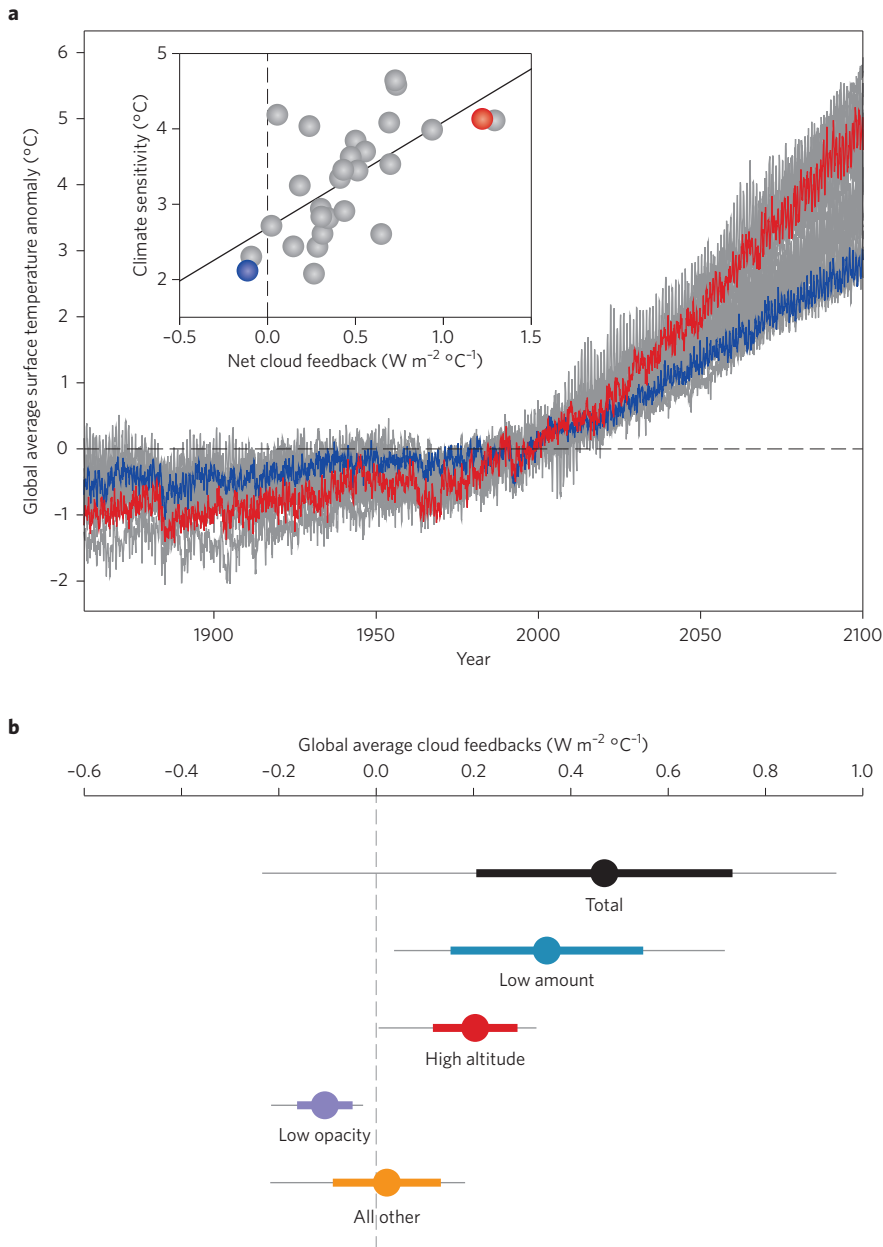 a
Global average surface temperature anomaly (°C)
6
5
4
3
2
1
0
–1
–2
1900
1950
2000
2050
2100
Year
Climate sensitivity (°C)
5
4
3
2
–0.5
0.0
0.5
1.0
1.5
Net cloud feedback (W m⁻² °C⁻¹)
b
Global average cloud feedbacks (W m⁻² °C⁻¹)
–0.6
–0.4
–0.2
0.0
0.2
0.4
0.6
0.8
1.0
Total
Low amount
High altitude
Low opacity
All other